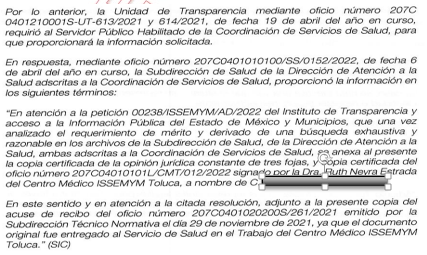 Por lo anterior, la Unidad de Transparencia mediante oficio número 207C
0401210001S-UT-613/2021 y 614/2021, de fecha 19 de abril del año en curso,
requirió al Servidor Público Habilitado de la Coordinación de Servicios de Salud, para
que proporcionará la información solicitada.
En respuesta, mediante oficio número 207C0401010100/SS/0152/2022, de fecha 6
de abril del año en curso, la Subdirección de Salud de la Dirección de Atención a la
Salud adscritas a la Coordinación de Servicios de Salud, proporcionó la información en
los siguientes términos:
"En atención a la petición 00238/ISSEMYM/AD/2022 del Instituto de Transparencia y
acceso a la Información Pública del Estado de México y Municipios, que una vez
analizado el requerimiento de mérito y derivado de una búsqueda exhaustiva y
razonable en los archivos de la Subdirección de Salud, de la Dirección de Atención a la
Salud, ambas adscritas a la Coordinación de Servicios de Salud, se anexa al presente
la copia certificada de la opinión jurídica constante de tres fojas, y copia certificada del
oficio número 207C04010101L/CMT/012/2022 signado por la Dra. Ruth Neyra Estrada
del Centro Médico ISSEMYM Toluca, a nombre de C.
En este sentido y en atención a la citada resolución, adjunto a la presente copia del
acuse de recibo del oficio número 207C0401020200S/261/2021 emitido por la
Subdirección Técnico Normativa el día 29 de noviembre de 2021, ya que el documento
original fue entregado al Servicio de Salud en el Trabajo del Centro Médico ISSEMYM
Toluca." (SIC)